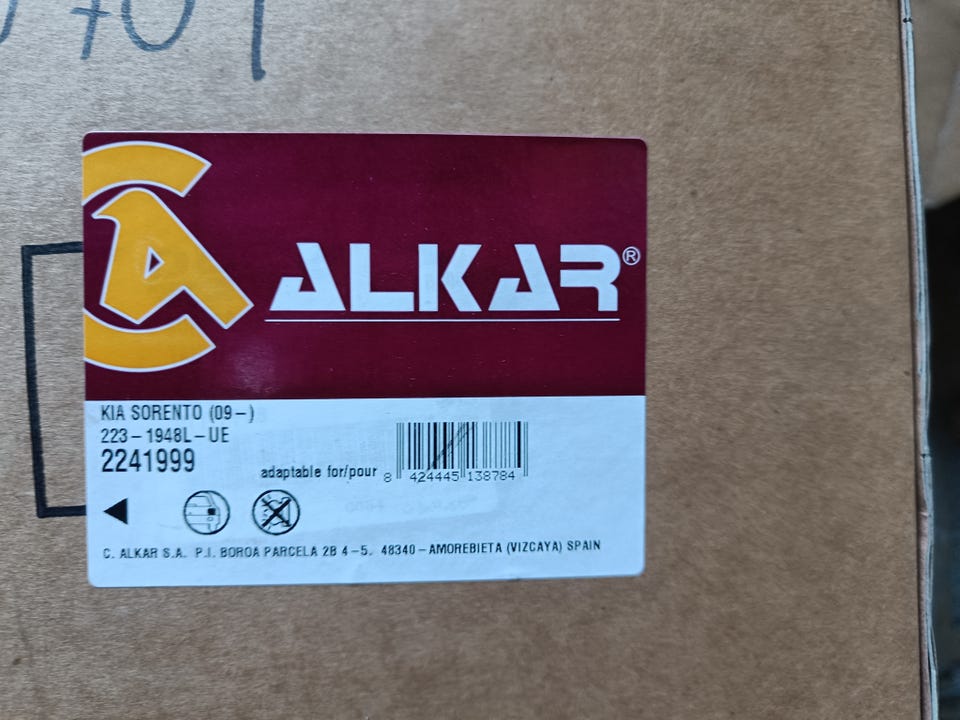 ALKAR®
KIA SORENTO (09-)
223-1948L-UE
2241999
adaptable for/pour
8 424445 138784
C. ALKAR S.A. P.I. BOROA PARCELA 2B 4-5. 48340-AMOREBIETA (VIZCAYA) SPAIN